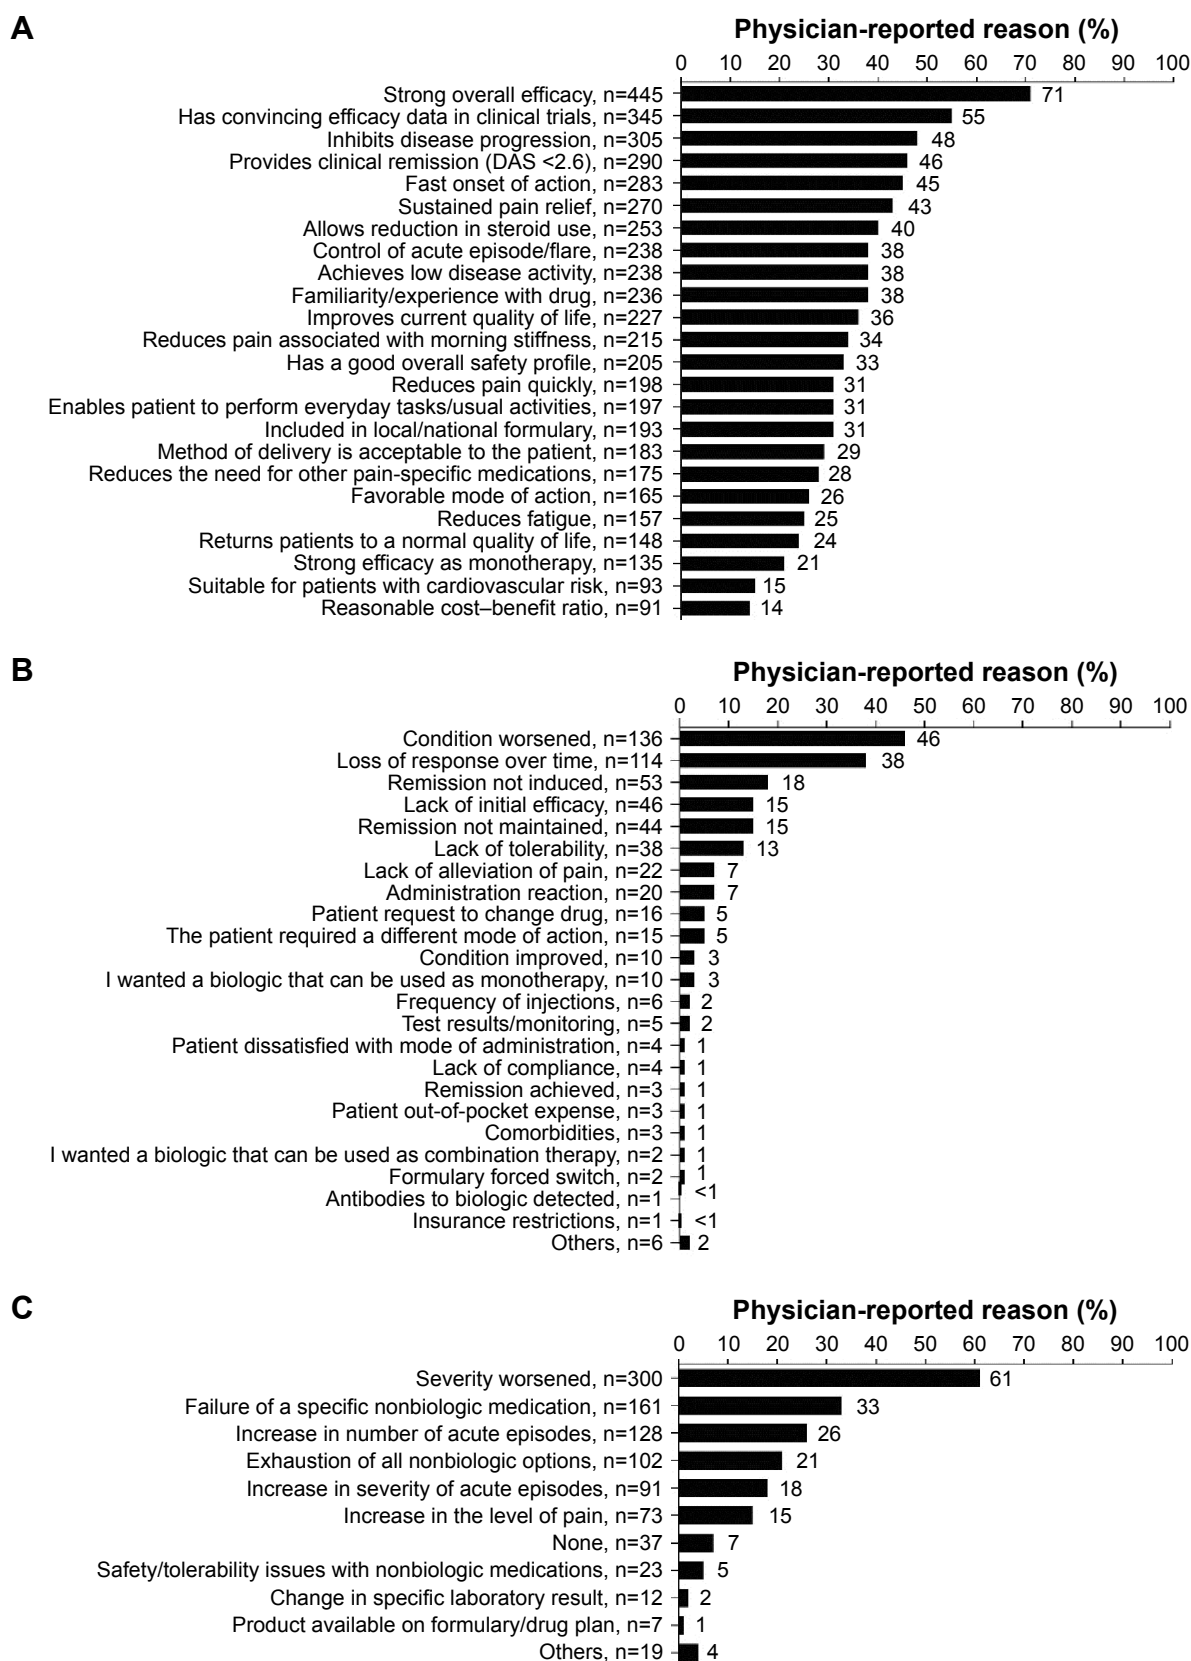 A
Physician-reported reason (%)
0 10 20 30 40 50 60 70 80 90 100
Strong overall efficacy, n=445 71
Has convincing efficacy data in clinical trials, n=345 55
Inhibits disease progression, n=305 48
Provides clinical remission (DAS <2.6), n=290 46
Fast onset of action, n=283 45
Sustained pain relief, n=270 43
Allows reduction in steroid use, n=253 40
Control of acute episode/flare, n=238 38
Achieves low disease activity, n=238 38
Familiarity/experience with drug, n=236 38
Improves current quality of life, n=227 36
Reduces pain associated with morning stiffness, n=215 34
Has a good overall safety profile, n=205 33
Reduces pain quickly, n=198 31
Enables patient to perform everyday tasks/usual activities, n=197 31
Included in local/national formulary, n=193 31
Method of delivery is acceptable to the patient, n=183 29
Reduces the need for other pain-specific medications, n=175 28
Favorable mode of action, n=165 26
Reduces fatigue, n=157 25
Returns patients to a normal quality of life, n=148 24
Strong efficacy as monotherapy, n=135 21
Suitable for patients with cardiovascular risk, n=93 15
Reasonable cost–benefit ratio, n=91 14
B
Physician-reported reason (%)
0 10 20 30 40 50 60 70 80 90 100
Condition worsened, n=136 46
Loss of response over time, n=114 38
Remission not induced, n=53 18
Lack of initial efficacy, n=46 15
Remission not maintained, n=44 15
Lack of tolerability, n=38 13
Lack of alleviation of pain, n=22 7
Administration reaction, n=20 7
Patient request to change drug, n=16 5
The patient required a different mode of action, n=15 5
Condition improved, n=10 3
I wanted a biologic that can be used as monotherapy, n=10 3
Frequency of injections, n=6 2
Test results/monitoring, n=5 2
Patient dissatisfied with mode of administration, n=4 1
Lack of compliance, n=4 1
Remission achieved, n=3 1
Patient out-of-pocket expense, n=3 1
Comorbidities, n=3 1
I wanted a biologic that can be used as combination therapy, n=2 1
Formulary forced switch, n=2 1
Antibodies to biologic detected, n=1 <1
Insurance restrictions, n=1 <1
Others, n=6 2
C
Physician-reported reason (%)
0 10 20 30 40 50 60 70 80 90 100
Severity worsened, n=300 61
Failure of a specific nonbiologic medication, n=161 33
Increase in number of acute episodes, n=128 26
Exhaustion of all nonbiologic options, n=102 21
Increase in severity of acute episodes, n=91 18
Increase in the level of pain, n=73 15
None, n=37 7
Safety/tolerability issues with nonbiologic medications, n=23 5
Change in specific laboratory result, n=12 2
Product available on formulary/drug plan, n=7 1
Others, n=19 4